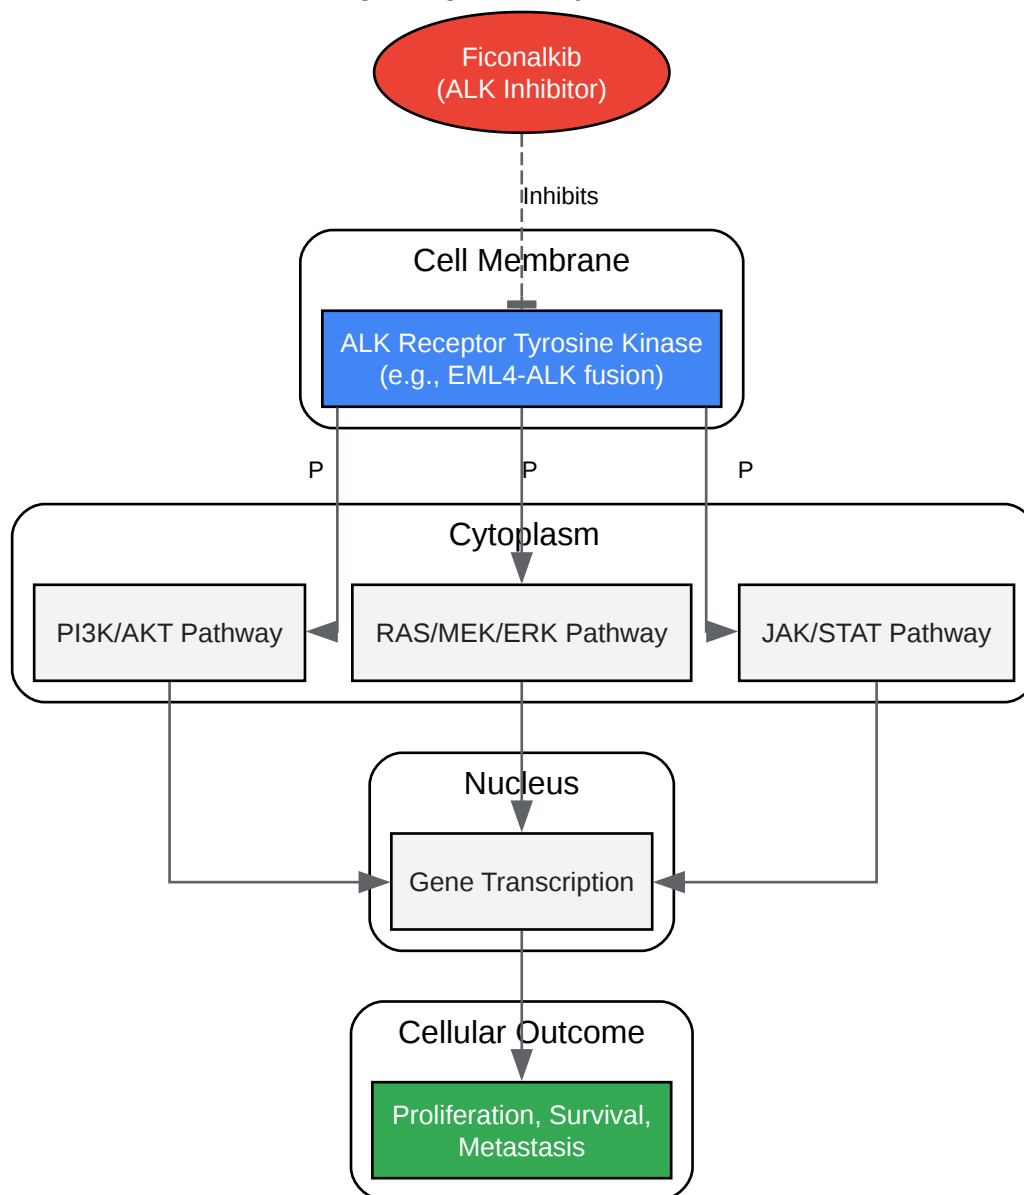 Ficonalkib
(ALK Inhibitor)
Inhibits
Cell Membrane
ALK Receptor Tyrosine Kinase
(e.g., EML4-ALK fusion)
P
P
P
Cytoplasm
PI3K/AKT Pathway
RAS/MEK/ERK Pathway
JAK/STAT Pathway
Nucleus
Gene Transcription
Cellular Outcome
Proliferation, Survival,
Metastasis